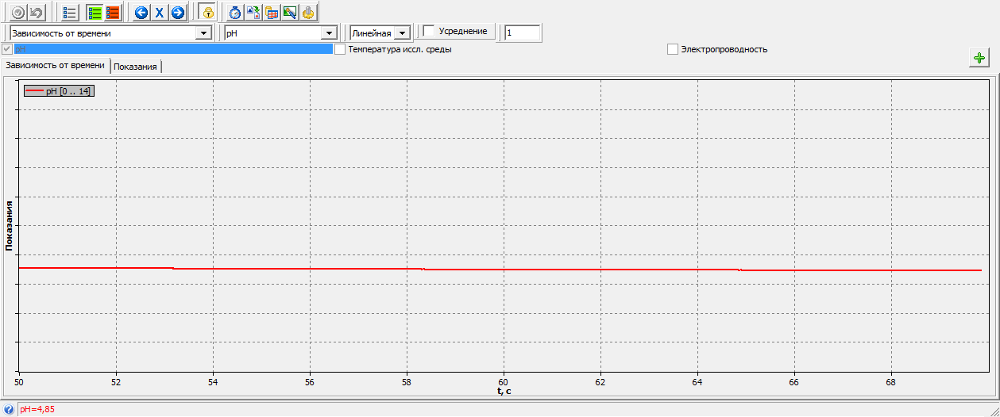 Зависимость от времени pH Линейная Усреднение 1
pH Температура иссл. среды Электропроводность
Зависимость от времени Показания
pH [0 .. 14]
Показания
50 52 54 56 58 60 62 64 66 68
t, с
pH=4,85